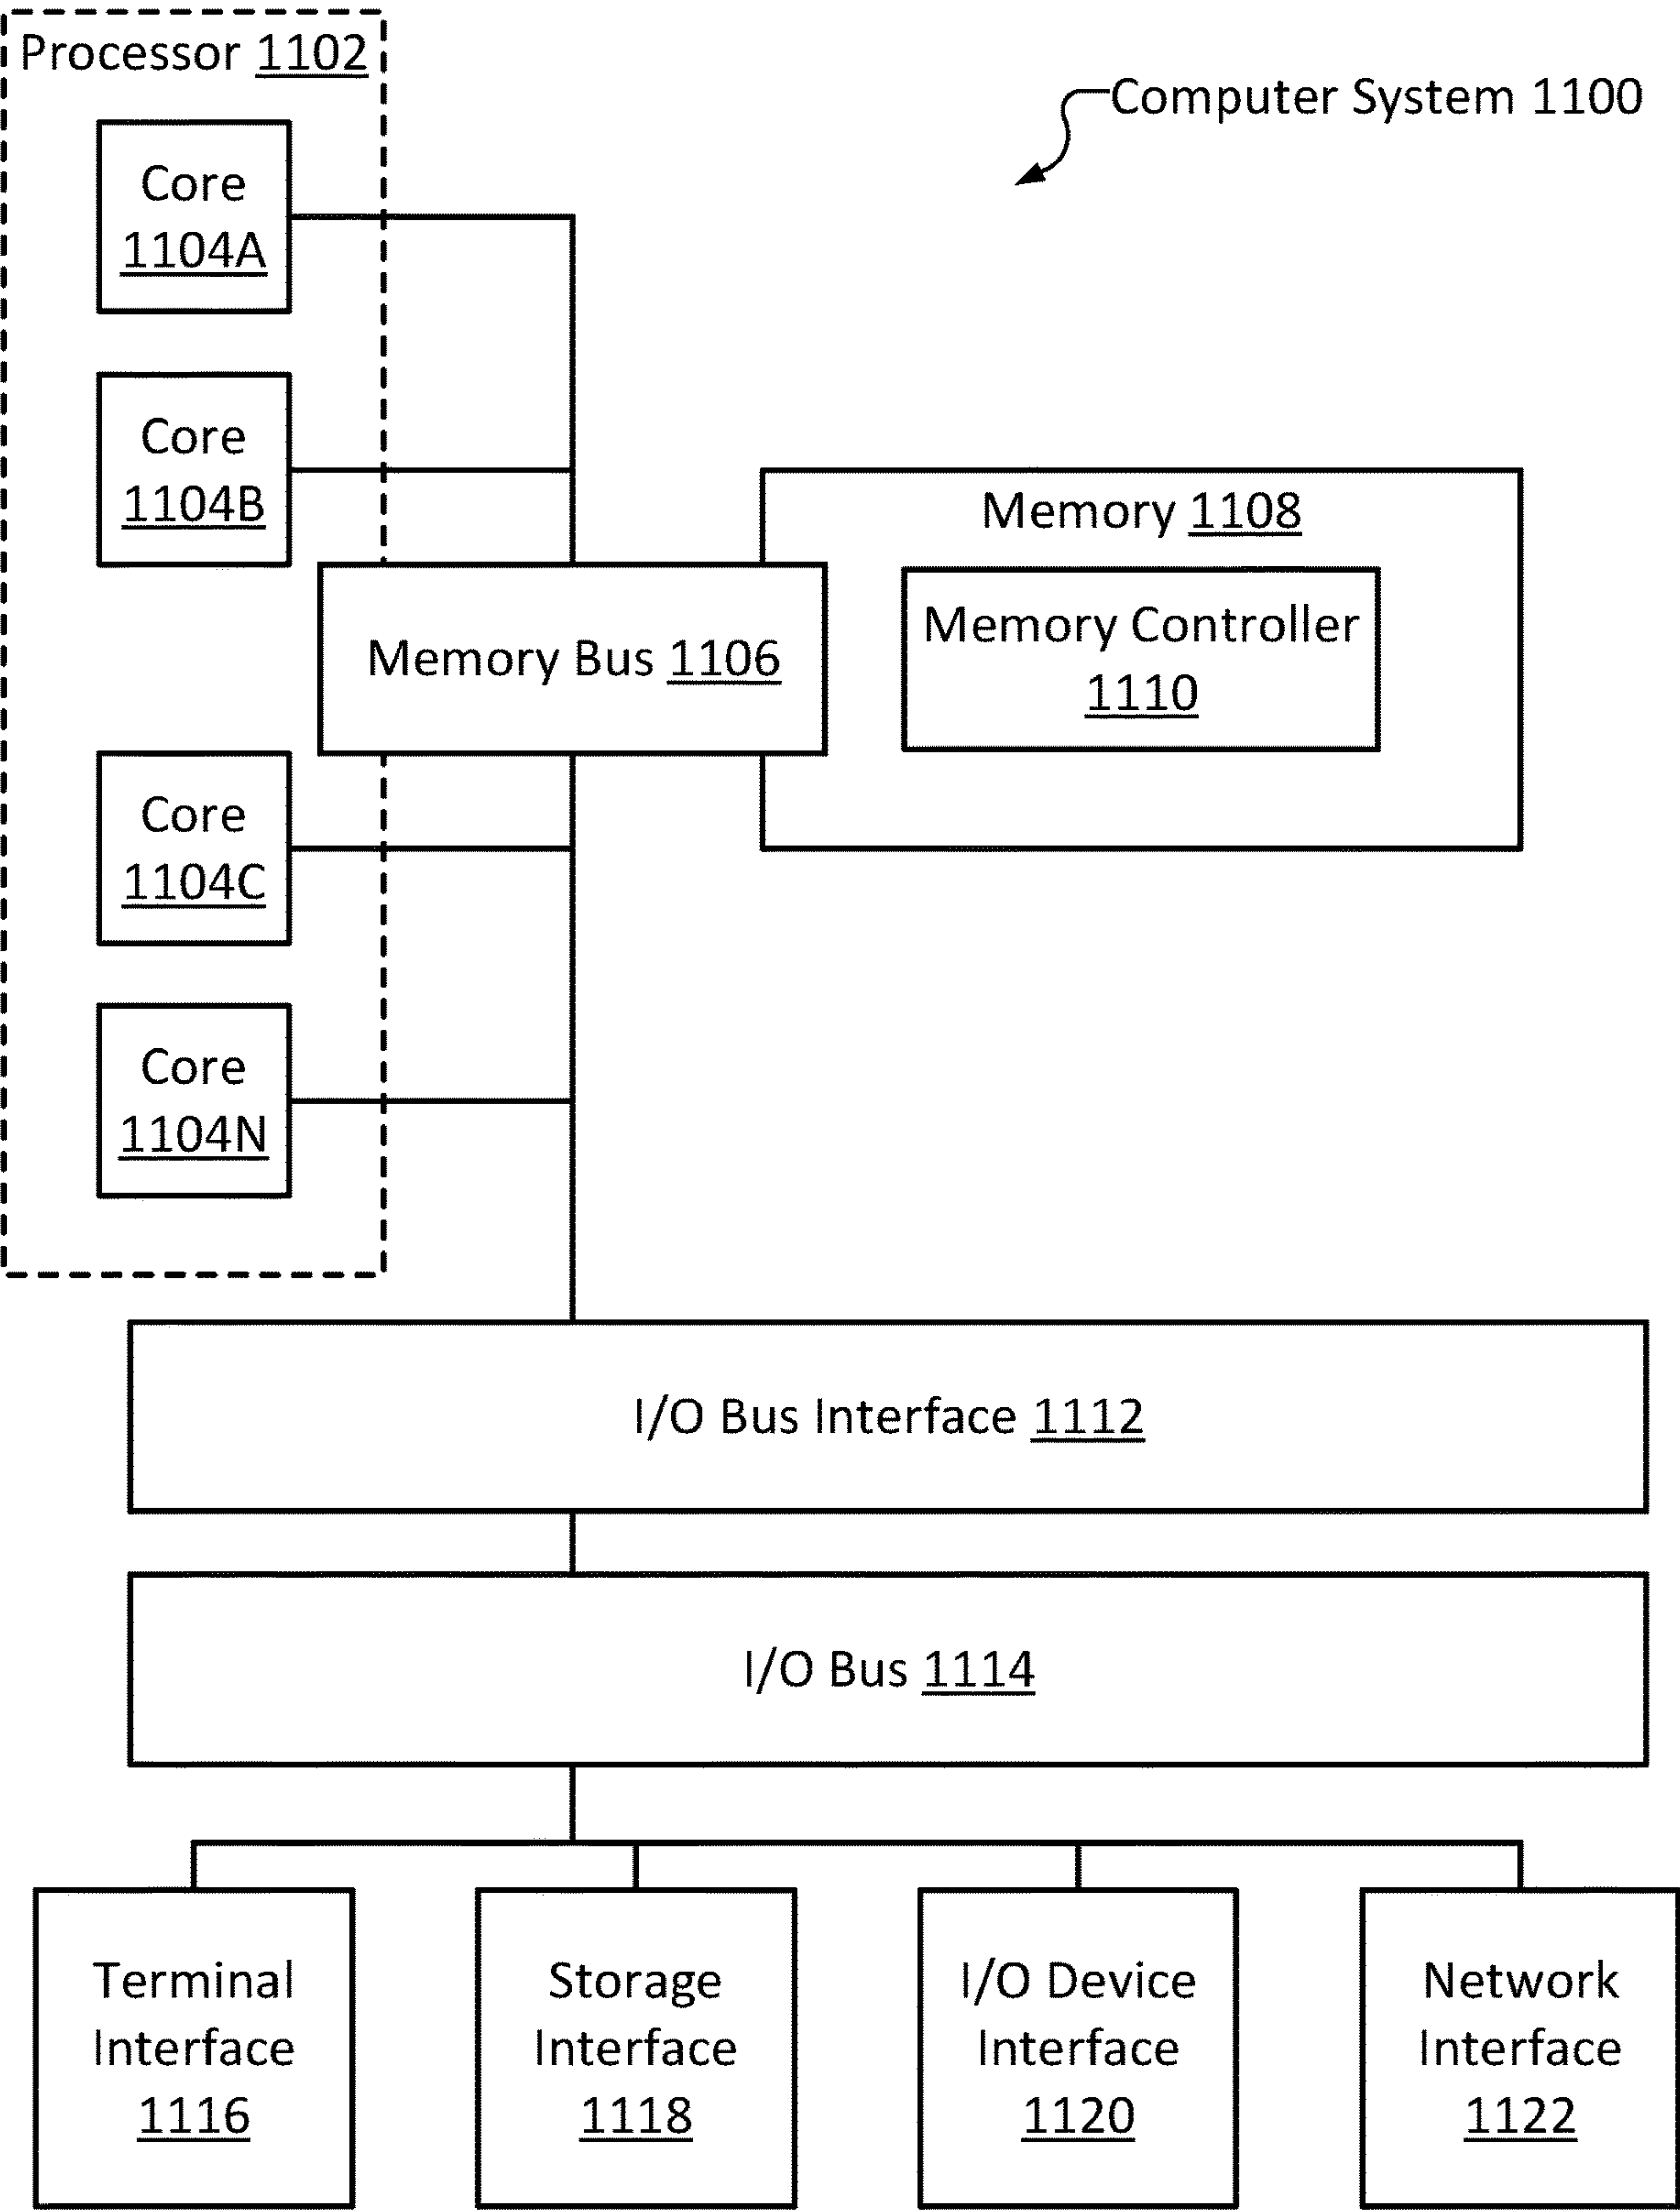 Processor 1102
Computer System 1100
Core
1104A
Core
1104B
Memory 1108
Memory Controller
1110
Memory Bus 1106
Core
1104C
Core
1104N
I/O Bus Interface 1112
I/O Bus 1114
Terminal
Interface
1116
Storage
Interface
1118
I/O Device
Interface
1120
Network
Interface
1122